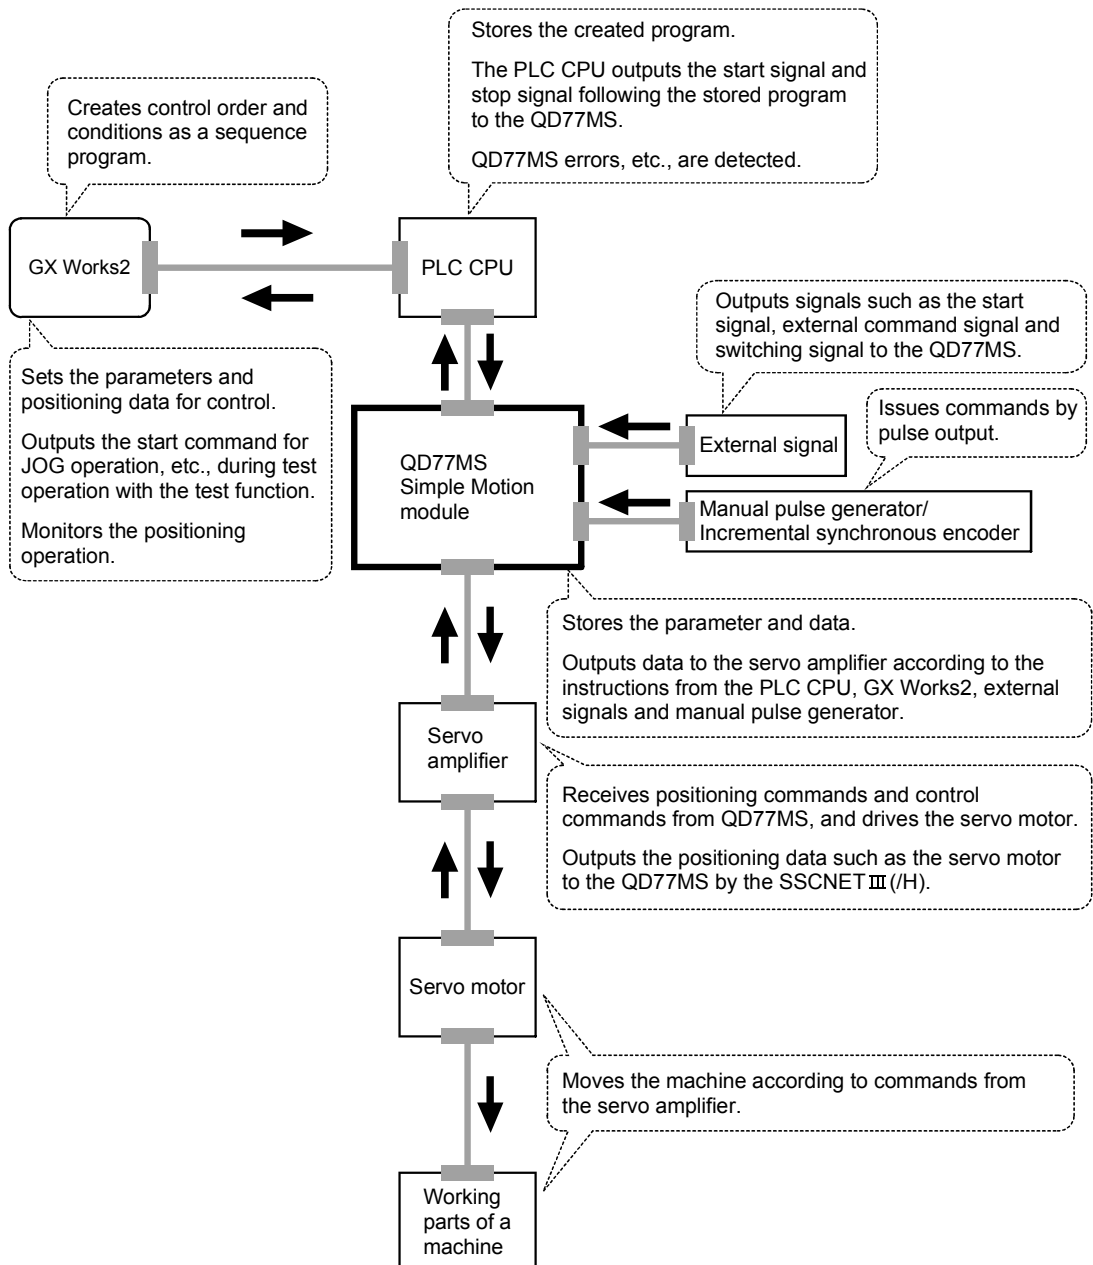 Stores the created program.
The PLC CPU outputs the start signal and
stop signal following the stored program
to the QD77MS.
QD77MS errors, etc., are detected.
Creates control order and
conditions as a sequence
program.
GX Works2
PLC CPU
Outputs signals such as the start
signal, external command signal and
switching signal to the QD77MS.
Sets the parameters and
positioning data for control.
Outputs the start command for
JOG operation, etc., during test
operation with the test function.
Monitors the positioning
operation.
Issues commands by
pulse output.
QD77MS
Simple Motion
module
External signal
Manual pulse generator/
Incremental synchronous encoder
Stores the parameter and data.
Outputs data to the servo amplifier according to the
instructions from the PLC CPU, GX Works2, external
signals and manual pulse generator.
Servo
amplifier
Receives positioning commands and control
commands from QD77MS, and drives the servo motor.
Outputs the positioning data such as the servo motor
to the QD77MS by the SSCNETⅢ(/H).
Servo motor
Moves the machine according to commands from
the servo amplifier.
Working
parts of a
machine